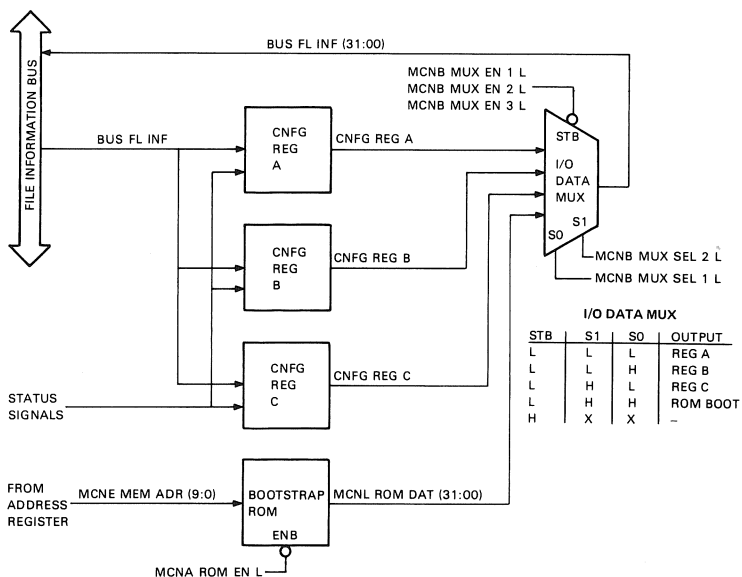 BUS FL INF (31:00)
FILE INFORMATION BUS
MCNB MUX EN 1 L
MCNB MUX EN 2 L
MCNB MUX EN 3 L
BUS FL INF
CNFG
REG
A
CNFG REG A
STB
I/O
DATA
MUX
S1
S0
CNFG
REG
B
CNFG REG B
MCNB MUX SEL 2 L
MCNB MUX SEL 1 L
I/O DATA MUX
STB S1 S0 OUTPUT
L L L REG A
L L H REG B
L H L REG C
L H H ROM BOOT
H X X –
CNFG
REG
C
CNFG REG C
STATUS
SIGNALS
FROM
ADDRESS
REGISTER
MCNE MEM ADR (9:0)
BOOTSTRAP
ROM
ENB
MCNL ROM DAT (31:00)
MCNA ROM EN L